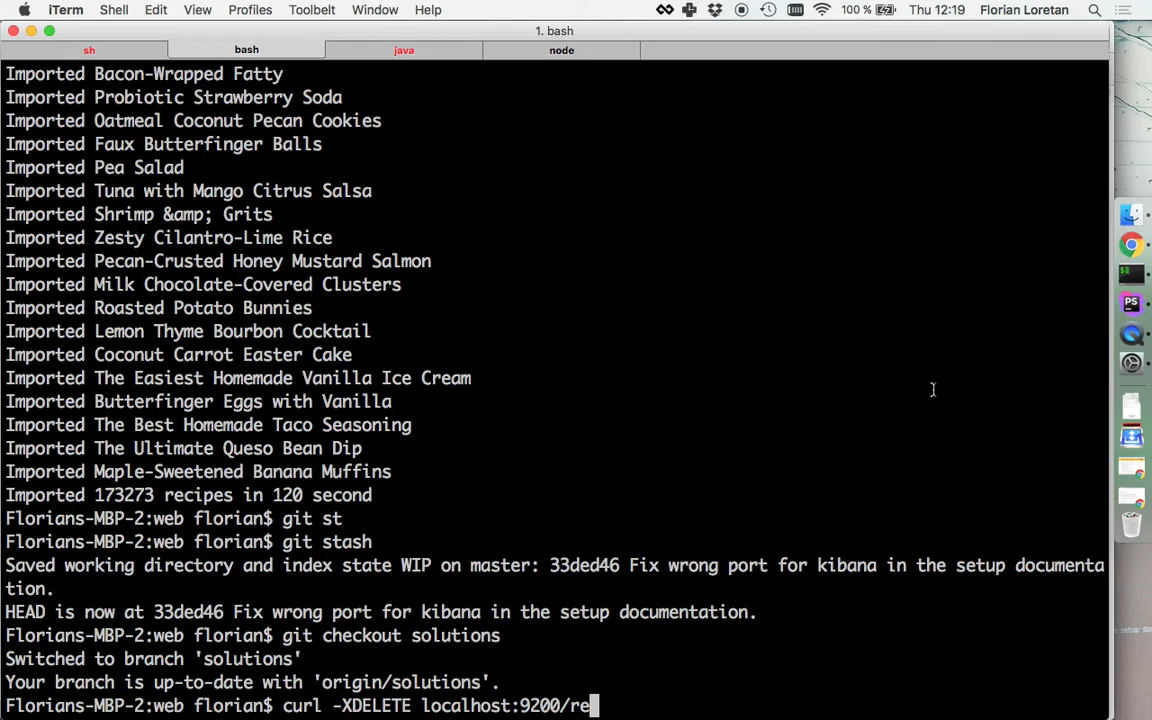 iTerm Shell Edit View Profiles Toolbelt Window Help 100 % Thu 12:19 Florian Loretan
1. bash
sh bash java node
Imported Bacon-Wrapped Fatty
Imported Probiotic Strawberry Soda
Imported Oatmeal Coconut Pecan Cookies
Imported Faux Butterfinger Balls
Imported Pea Salad
Imported Tuna with Mango Citrus Salsa
Imported Shrimp &amp; Grits
Imported Zesty Cilantro-Lime Rice
Imported Pecan-Crusted Honey Mustard Salmon
Imported Milk Chocolate-Covered Clusters
Imported Roasted Potato Bunnies
Imported Lemon Thyme Bourbon Cocktail
Imported Coconut Carrot Easter Cake
Imported The Easiest Homemade Vanilla Ice Cream
Imported Butterfinger Eggs with Vanilla
Imported The Best Homemade Taco Seasoning
Imported The Ultimate Queso Bean Dip
Imported Maple-Sweetened Banana Muffins
Imported 173273 recipes in 120 second
Florians-MBP-2:web florian$ git st
Florians-MBP-2:web florian$ git stash
Saved working directory and index state WIP on master: 33ded46 Fix wrong port for kibana in the setup documenta
tion.
HEAD is now at 33ded46 Fix wrong port for kibana in the setup documentation.
Florians-MBP-2:web florian$ git checkout solutions
Switched to branch 'solutions'
Your branch is up-to-date with 'origin/solutions'.
Florians-MBP-2:web florian$ curl -XDELETE localhost:9200/re
PS